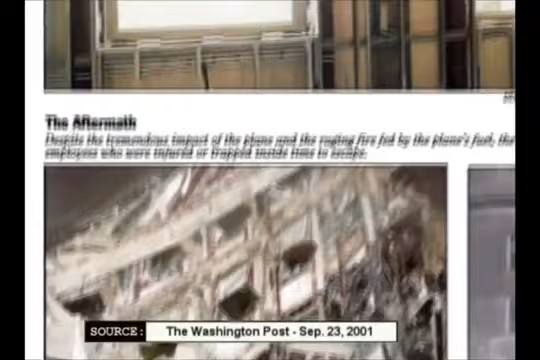 The Aftermath
Despite the tremendous impact of the plane and the raging fire fed by the plane's fuel, the
employees who were injured or trapped inside time to escape.
SOURCE: The Washington Post - Sep. 23, 2001